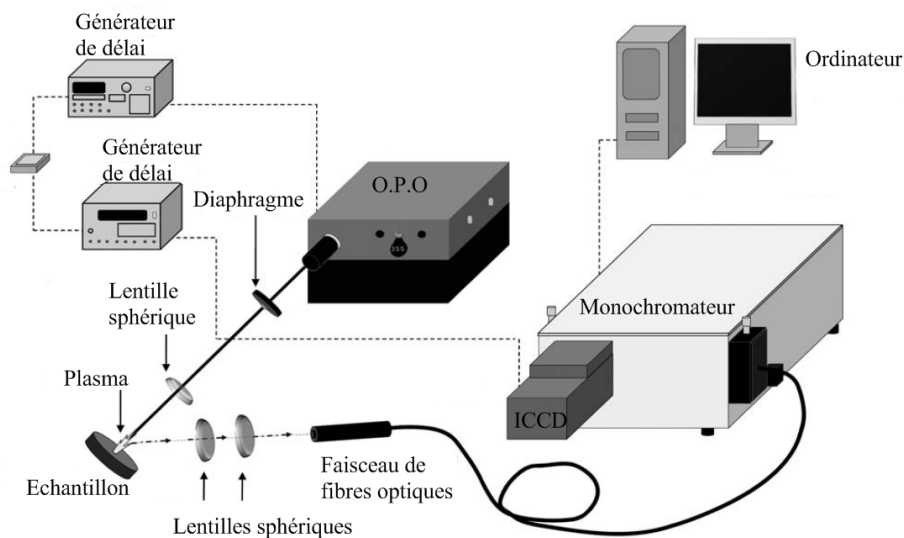 Générateur
de délai
Ordinateur
Générateur
de délai
O.P.O
Diaphragme
355
Lentille
sphérique
Monochromateur
Plasma
ICCD
Echantillon
Faisceau de
fibres optiques
Lentilles sphériques